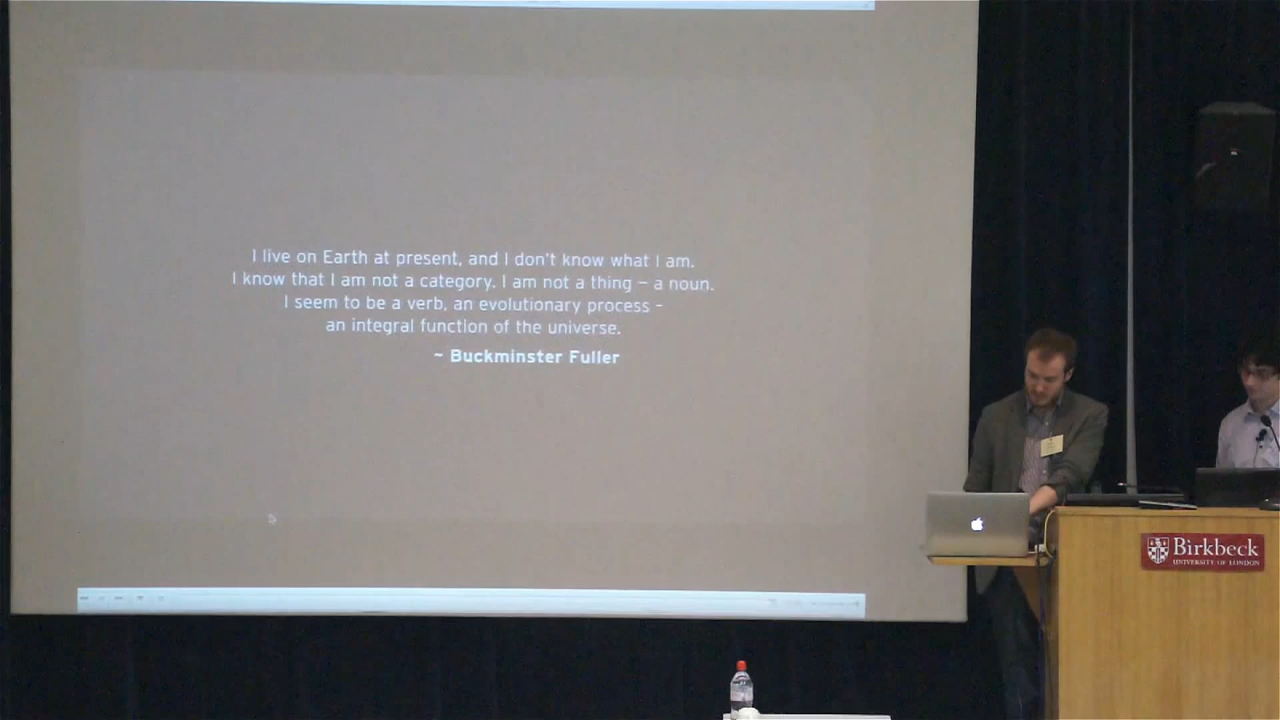 I live on Earth at present, and I don't know what I am.
I know that I am not a category. I am not a thing – a noun.
I seem to be a verb, an evolutionary process –
an integral function of the universe.
~ Buckminster Fuller
Birkbeck
UNIVERSITY OF LONDON